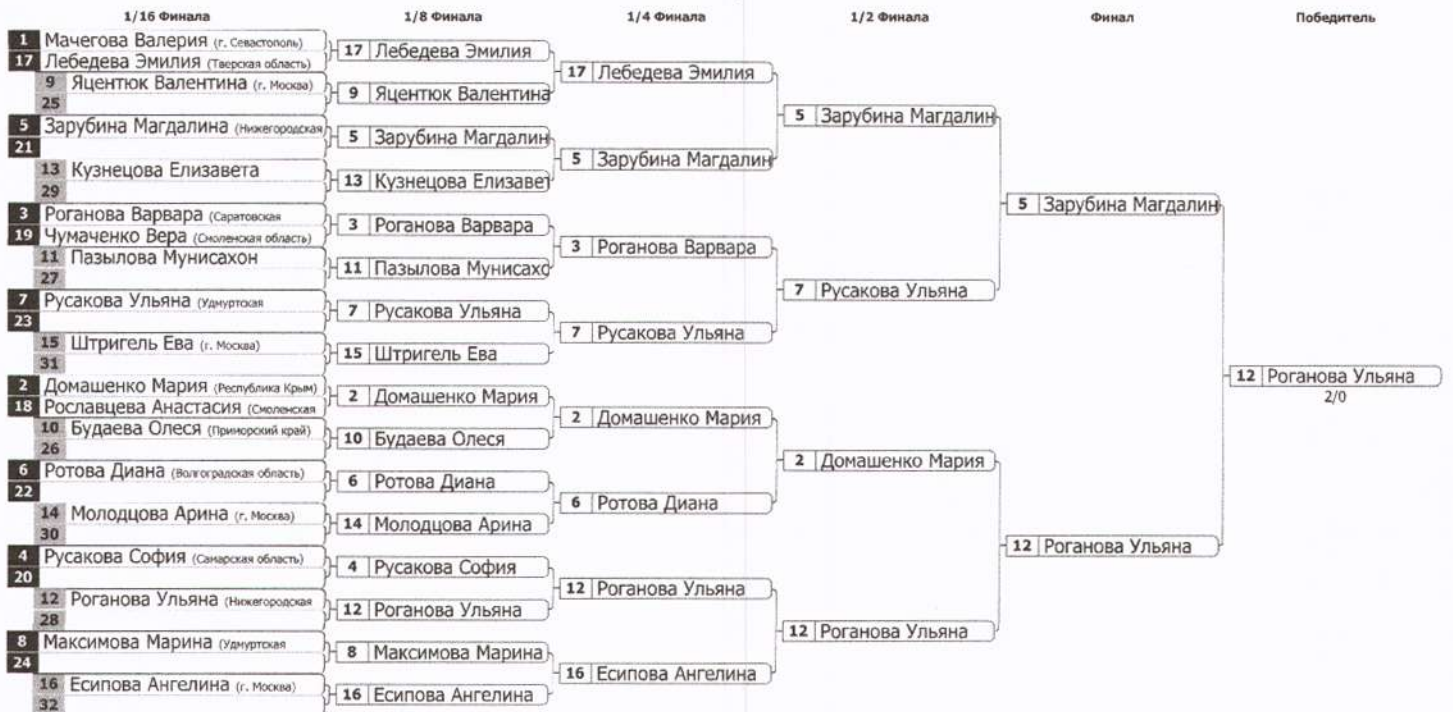 1/16 Финала
1/8 Финала
1/4 Финала
1/2 Финала
Финал
Победитель
1 Мачегова Валерия (г. Севастополь)
17 Лебедева Эмилия (Тверская область)
9 Яцентюк Валентина (г. Москва)
25
5 Зарубина Магдалина (Нижегородская
21
13 Кузнецова Елизавета
29
3 Роганова Варвара (Саратовская
19 Чумаченко Вера (Смоленская область)
11 Пазылова Мунисахон
27
7 Русакова Ульяна (Удмуртская
23
15 Штригель Ева (г. Москва)
31
2 Домашенко Мария (Республика Крым)
18 Рославцева Анастасия (Смоленская
10 Будаева Олеся (Приморский край)
26
6 Ротова Диана (Волгоградская область)
22
14 Молодцова Арина (г. Москва)
30
4 Русакова София (Самарская область)
20
12 Роганова Ульяна (Нижегородская
28
8 Максимова Марина (Удмуртская
24
16 Есипова Ангелина (г. Москва)
32
17 Лебедева Эмилия
9 Яцентюк Валентина
5 Зарубина Магдалин
13 Кузнецова Елизавет
3 Роганова Варвара
11 Пазылова Мунисахо
7 Русакова Ульяна
15 Штригель Ева
2 Домашенко Мария
10 Будаева Олеся
6 Ротова Диана
14 Молодцова Арина
4 Русакова София
12 Роганова Ульяна
8 Максимова Марина
16 Есипова Ангелина
17 Лебедева Эмилия
5 Зарубина Магдалин
3 Роганова Варвара
7 Русакова Ульяна
2 Домашенко Мария
6 Ротова Диана
12 Роганова Ульяна
16 Есипова Ангелина
5 Зарубина Магдалин
7 Русакова Ульяна
2 Домашенко Мария
12 Роганова Ульяна
5 Зарубина Магдалин
12 Роганова Ульяна
12 Роганова Ульяна
2/0